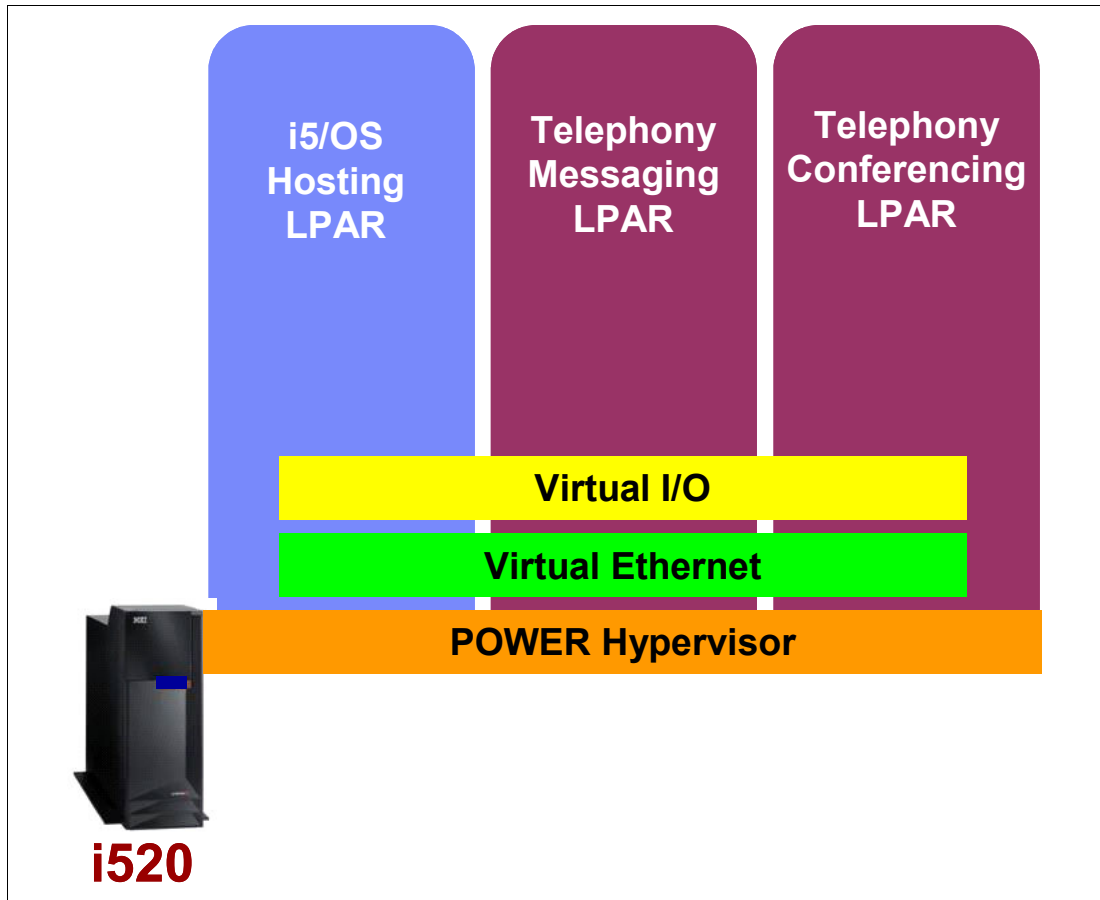 i5/OS
Hosting
LPAR
Telephony
Messaging
LPAR
Telephony
Conferencing
LPAR
Virtual I/O
Virtual Ethernet
POWER Hypervisor
i520